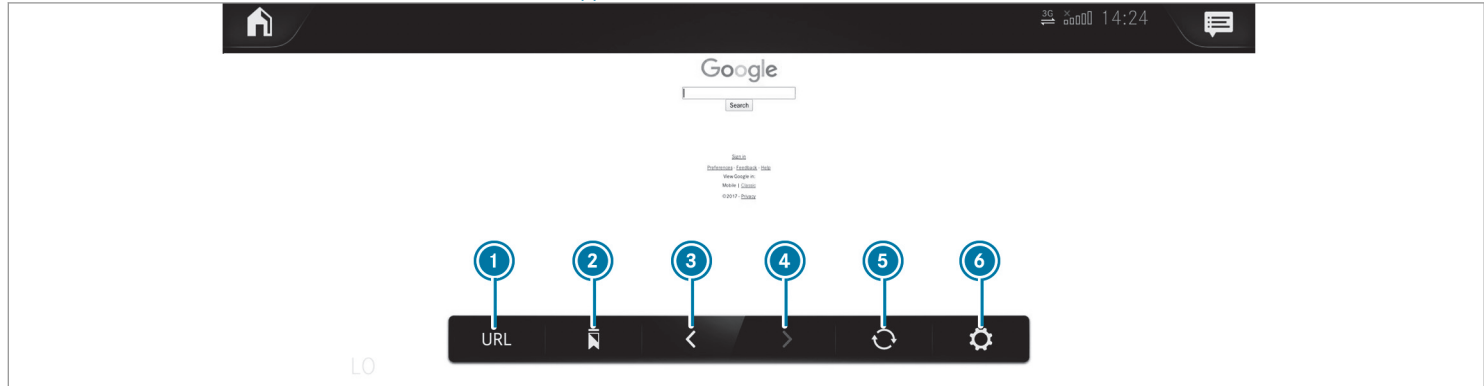 3G 14:24
Google
Search
Sign in
Preferences - Feedback - Help
View Google in:
Mobile | Classic
©2017 - Privacy
1 2 3 4 5 6
URL
LO